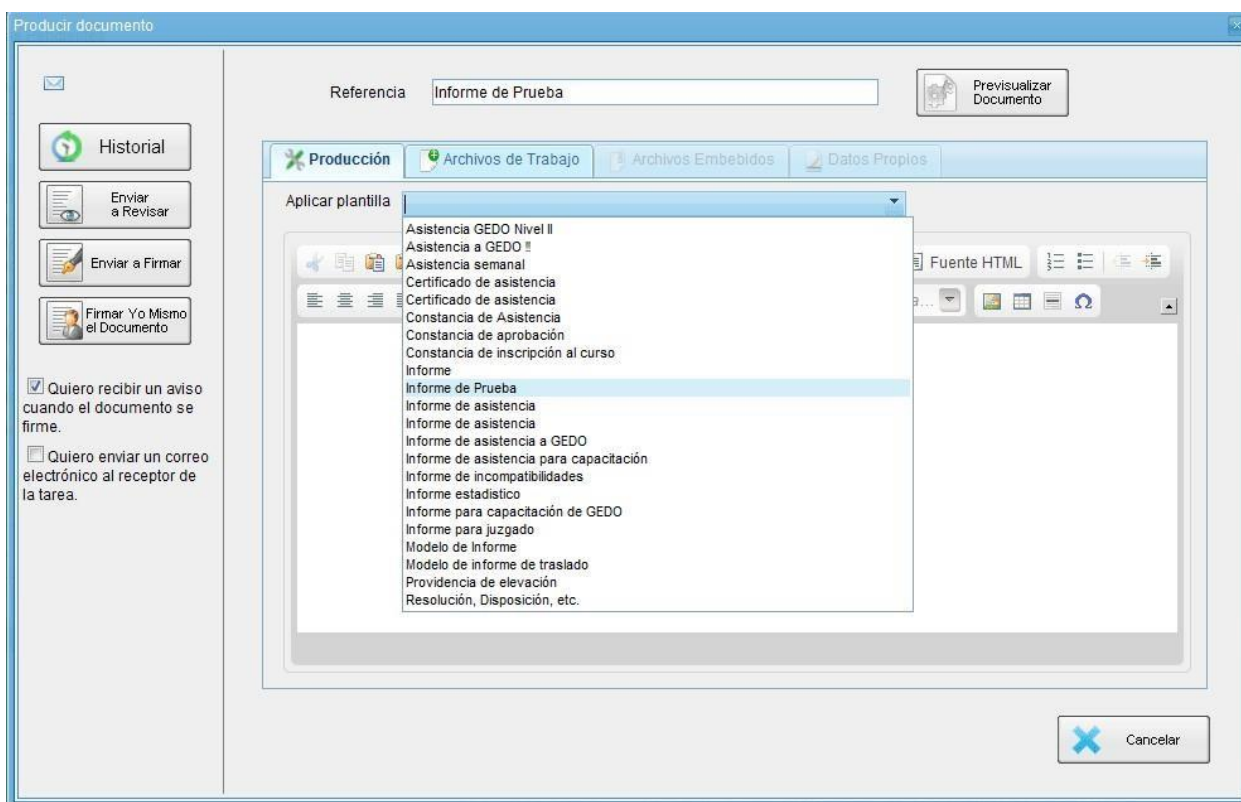 Producir documento
Historial
Enviar
a Revisar
Enviar a Firmar
Firmar Yo Mismo
el Documento
Quiero recibir un aviso
cuando el documento se
firme.
Quiero enviar un correo
electrónico al receptor de
la tarea.
Referencia Informe de Prueba
Previsualizar
Documento
Producción Archivos de Trabajo Archivos Embebidos Datos Propios
Aplicar plantilla
Fuente HTML
Asistencia GEDO Nivel II
Asistencia a GEDO !!
Asistencia semanal
Certificado de asistencia
Certificado de asistencia
Constancia de Asistencia
Constancia de aprobación
Constancia de inscripción al curso
Informe
Informe de Prueba
Informe de asistencia
Informe de asistencia
Informe de asistencia a GEDO
Informe de asistencia para capacitación
Informe de incompatibilidades
Informe estadistico
Informe para capacitación de GEDO
Informe para juzgado
Modelo de Informe
Modelo de informe de traslado
Providencia de elevación
Resolución, Disposición, etc.
Cancelar